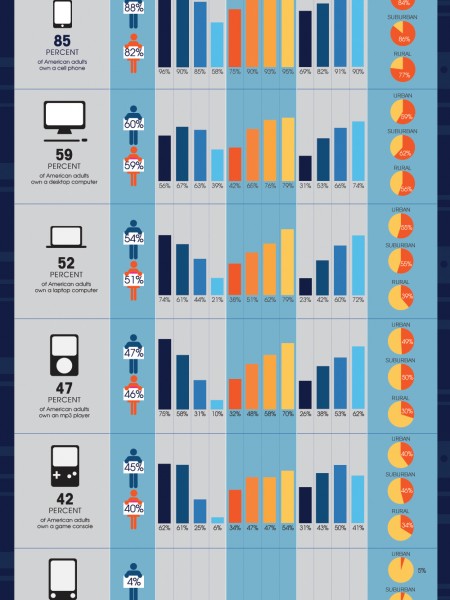 84%
88%
SUBURBAN
85
PERCENT
of American adults
own a cell phone
82%
86%
RURAL
77%
96% 90% 85% 58% 75% 93% 93% 95% 69% 82% 91% 90%
URBAN
59%
60%
SUBURBAN
59
PERCENT
of American adults
own a desktop computer
59%
62%
RURAL
56%
56% 67% 63% 39% 42% 65% 76% 79% 31% 53% 66% 74%
URBAN
55%
54%
SUBURBAN
52
PERCENT
of American adults
own a laptop computer
51%
55%
RURAL
39%
74% 61% 44% 21% 38% 51% 62% 79% 23% 42% 60% 72%
URBAN
49%
47%
SUBURBAN
50%
47
PERCENT
of American adults
own an mp3 player
46%
RURAL
75% 58% 31% 10% 32% 48% 58% 70% 26% 38% 53% 62%
URBAN
40%
45%
SUBURBAN
46%
42
PERCENT
of American adults
own a game console
40%
RURAL
34%
62% 61% 25% 6% 34% 47% 47% 54% 31% 43% 50% 41%
URBAN
5%
4%
SUBURBAN